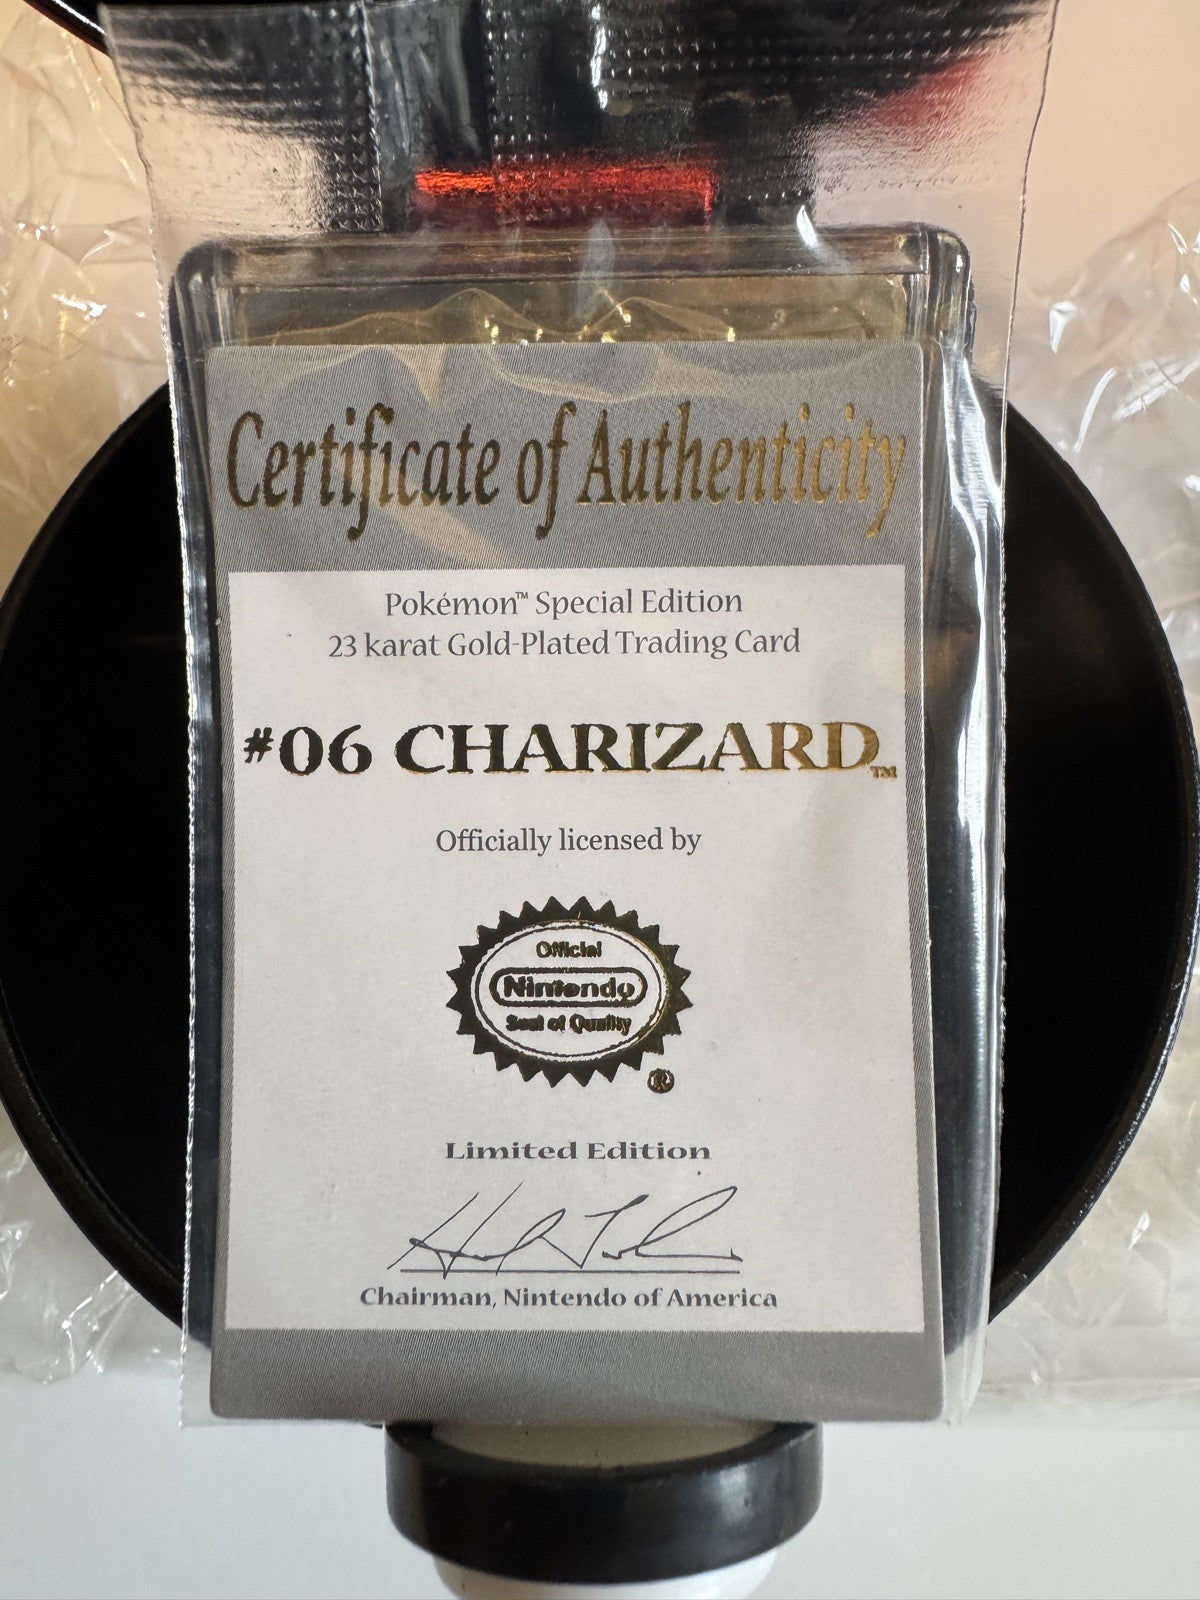 Certificate of Authenticity
Pokémon™ Special Edition
23 karat Gold-Plated Trading Card
#06 CHARIZARD™
Officially licensed by
Official
Nintendo
Seal of Quality
®
Limited Edition
Chairman, Nintendo of America